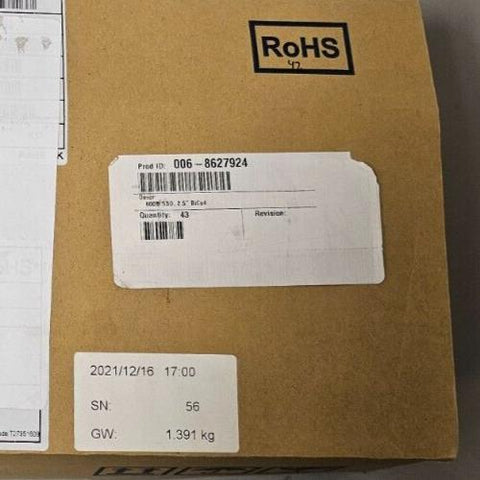 RoHS
42
Prod ID: 006-8627924
Quantity: 43 Revision:
2021/12/16 17:00
SN: 56
GW: 1.391 kg